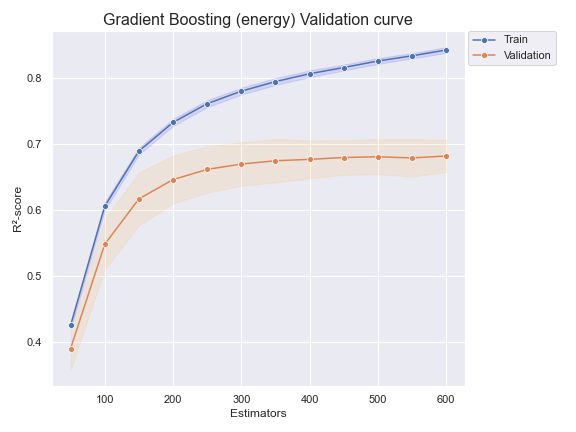 Gradient Boosting (energy) Validation curve
Train
Validation
0.8
0.7
0.6
0.5
0.4
R²-score
100 200 300 400 500 600
Estimators